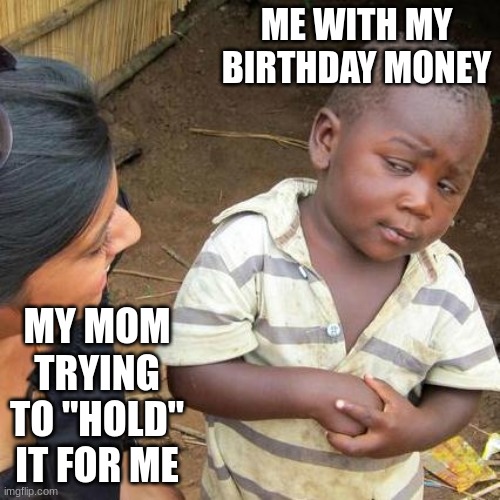 ME WITH MY
BIRTHDAY MONEY
MY MOM
TRYING
TO "HOLD"
IT FOR ME
imgflip.com